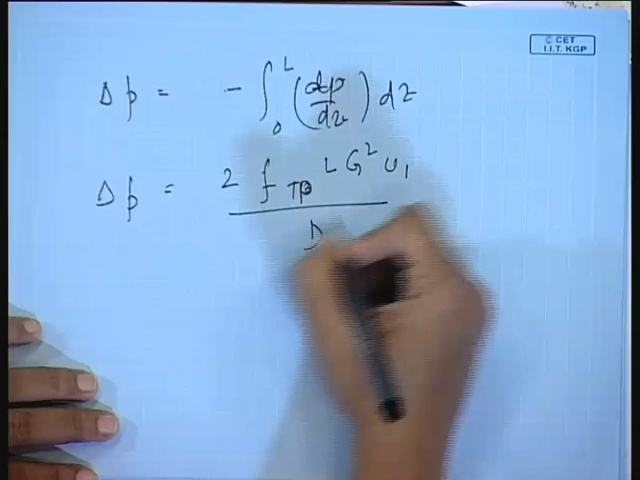 © CET
I.I.T. KGP
Δp = - ∫₀ᴸ (dp/dz) dz
Δp = 2 f_TP L G² υ₁ / D